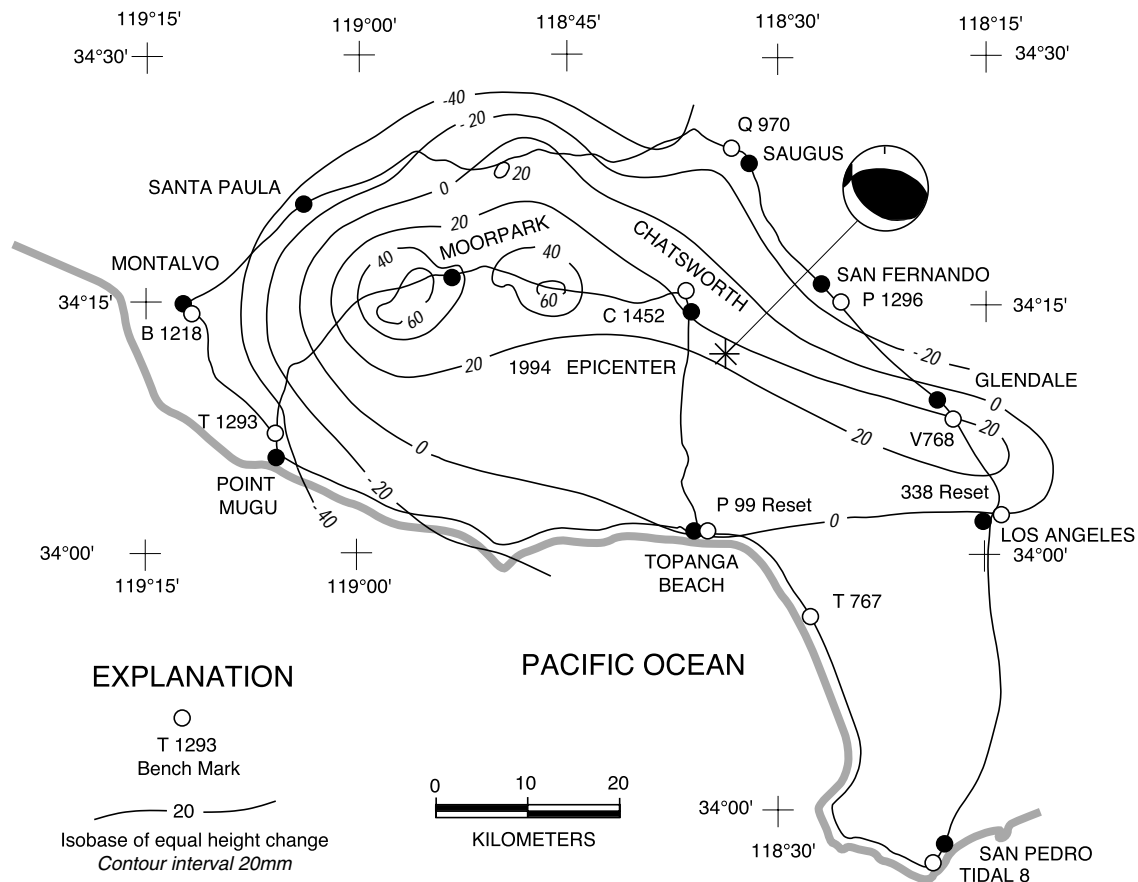 119°15'
119°00'
118°45'
118°30'
118°15'
34°30'
34°30'
-40
- 20
Q 970
SAUGUS
20
SANTA PAULA
0
20
MOORPARK
40
40
CHATSWORTH
MONTALVO
SAN FERNANDO
P 1296
34°15'
34°15'
60
60
C 1452
B 1218
- 20
20
1994 EPICENTER
GLENDALE
0
T 1293
20
20
V768
0
POINT
MUGU
- 20
- 40
P 99 Reset
338 Reset
0
LOS ANGELES
34°00'
34°00'
TOPANGA
BEACH
119°15'
119°00'
T 767
EXPLANATION
PACIFIC OCEAN
T 1293
Bench Mark
0
10
20
34°00'
20
Isobase of equal height change
Contour interval 20mm
KILOMETERS
118°30'
SAN PEDRO
TIDAL 8